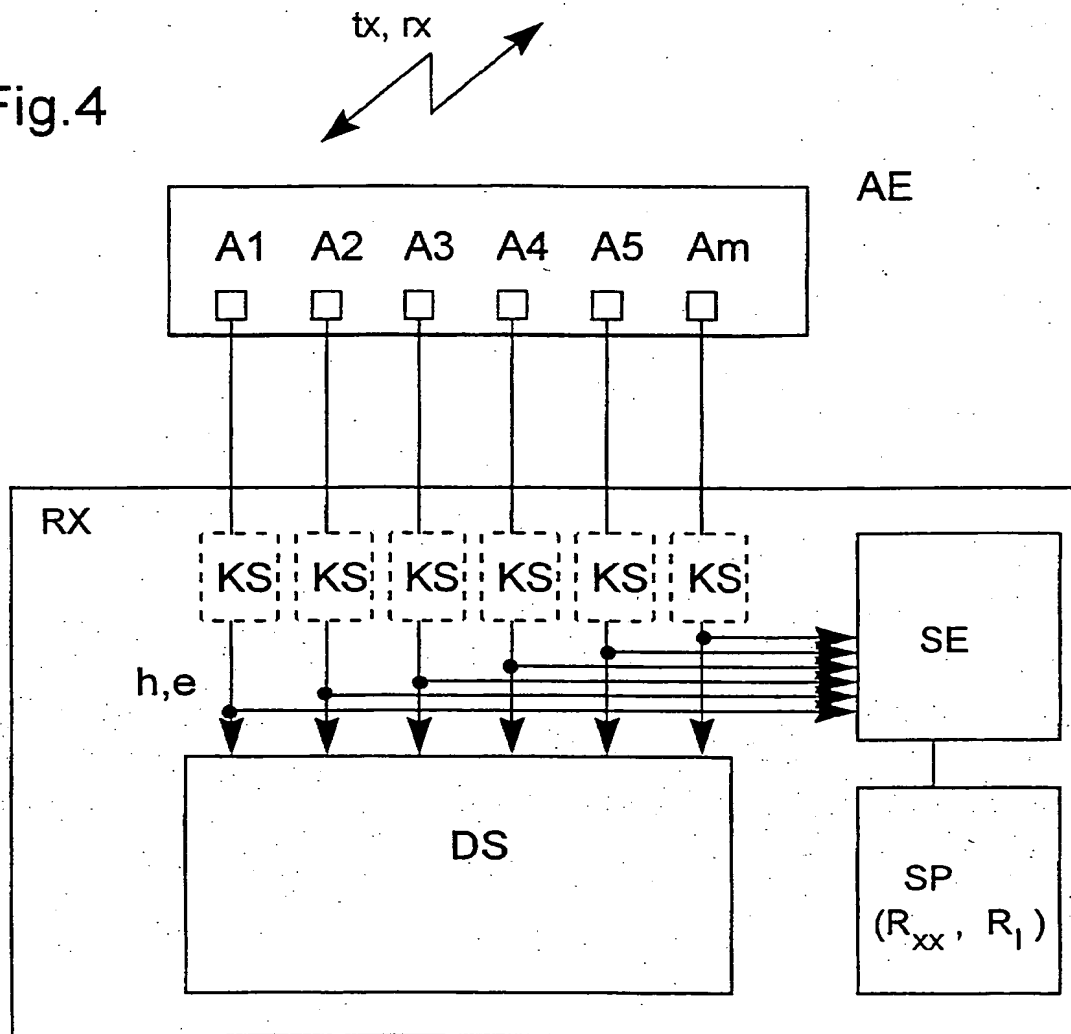 tx, rx
Fig.4
AE
A1 A2 A3 A4 A5 Am
RX
KS KS KS KS KS KS
SE
h,e
DS
SP
(Rxx, RI)